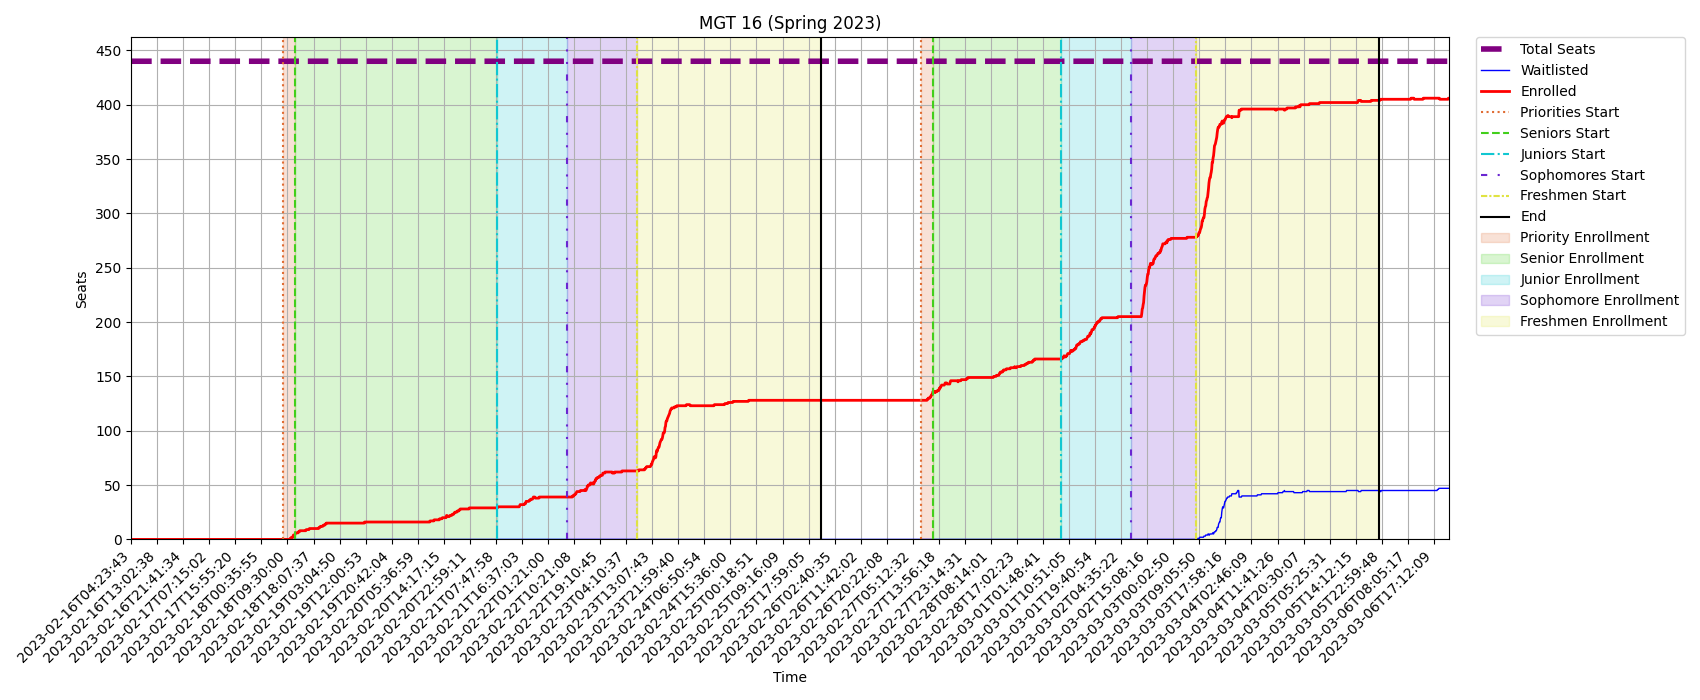 MGT 16 (Spring 2023)
Seats
450
400
350
300
250
200
150
100
50
0
2023-02-16T04:23:43
2023-02-16T13:02:38
2023-02-16T21:41:34
2023-02-17T07:15:02
2023-02-17T15:55:20
2023-02-18T00:35:55
2023-02-18T09:30:00
2023-02-18T18:07:37
2023-02-19T03:04:50
2023-02-19T12:00:53
2023-02-19T20:42:04
2023-02-20T05:36:59
2023-02-20T14:17:15
2023-02-20T22:59:11
2023-02-21T07:47:58
2023-02-21T16:37:03
2023-02-22T01:21:00
2023-02-22T10:21:08
2023-02-22T19:10:45
2023-02-23T04:10:37
2023-02-23T13:07:43
2023-02-23T21:59:40
2023-02-24T06:50:54
2023-02-24T15:36:00
2023-02-25T00:18:51
2023-02-25T09:16:09
2023-02-25T17:59:05
2023-02-26T02:40:35
2023-02-26T11:42:02
2023-02-26T20:22:08
2023-02-27T05:12:32
2023-02-27T13:56:18
2023-02-27T23:14:31
2023-02-28T08:14:01
2023-02-28T17:02:23
2023-03-01T01:48:41
2023-03-01T10:51:05
2023-03-01T19:40:54
2023-03-02T04:35:22
2023-03-02T15:08:16
2023-03-03T00:02:50
2023-03-03T09:05:50
2023-03-03T17:58:16
2023-03-04T02:46:09
2023-03-04T11:41:26
2023-03-04T20:30:07
2023-03-05T05:25:31
2023-03-05T14:12:15
2023-03-05T22:59:48
2023-03-06T08:05:17
2023-03-06T17:12:09
Time
Total Seats
Waitlisted
Enrolled
Priorities Start
Seniors Start
Juniors Start
Sophomores Start
Freshmen Start
End
Priority Enrollment
Senior Enrollment
Junior Enrollment
Sophomore Enrollment
Freshmen Enrollment